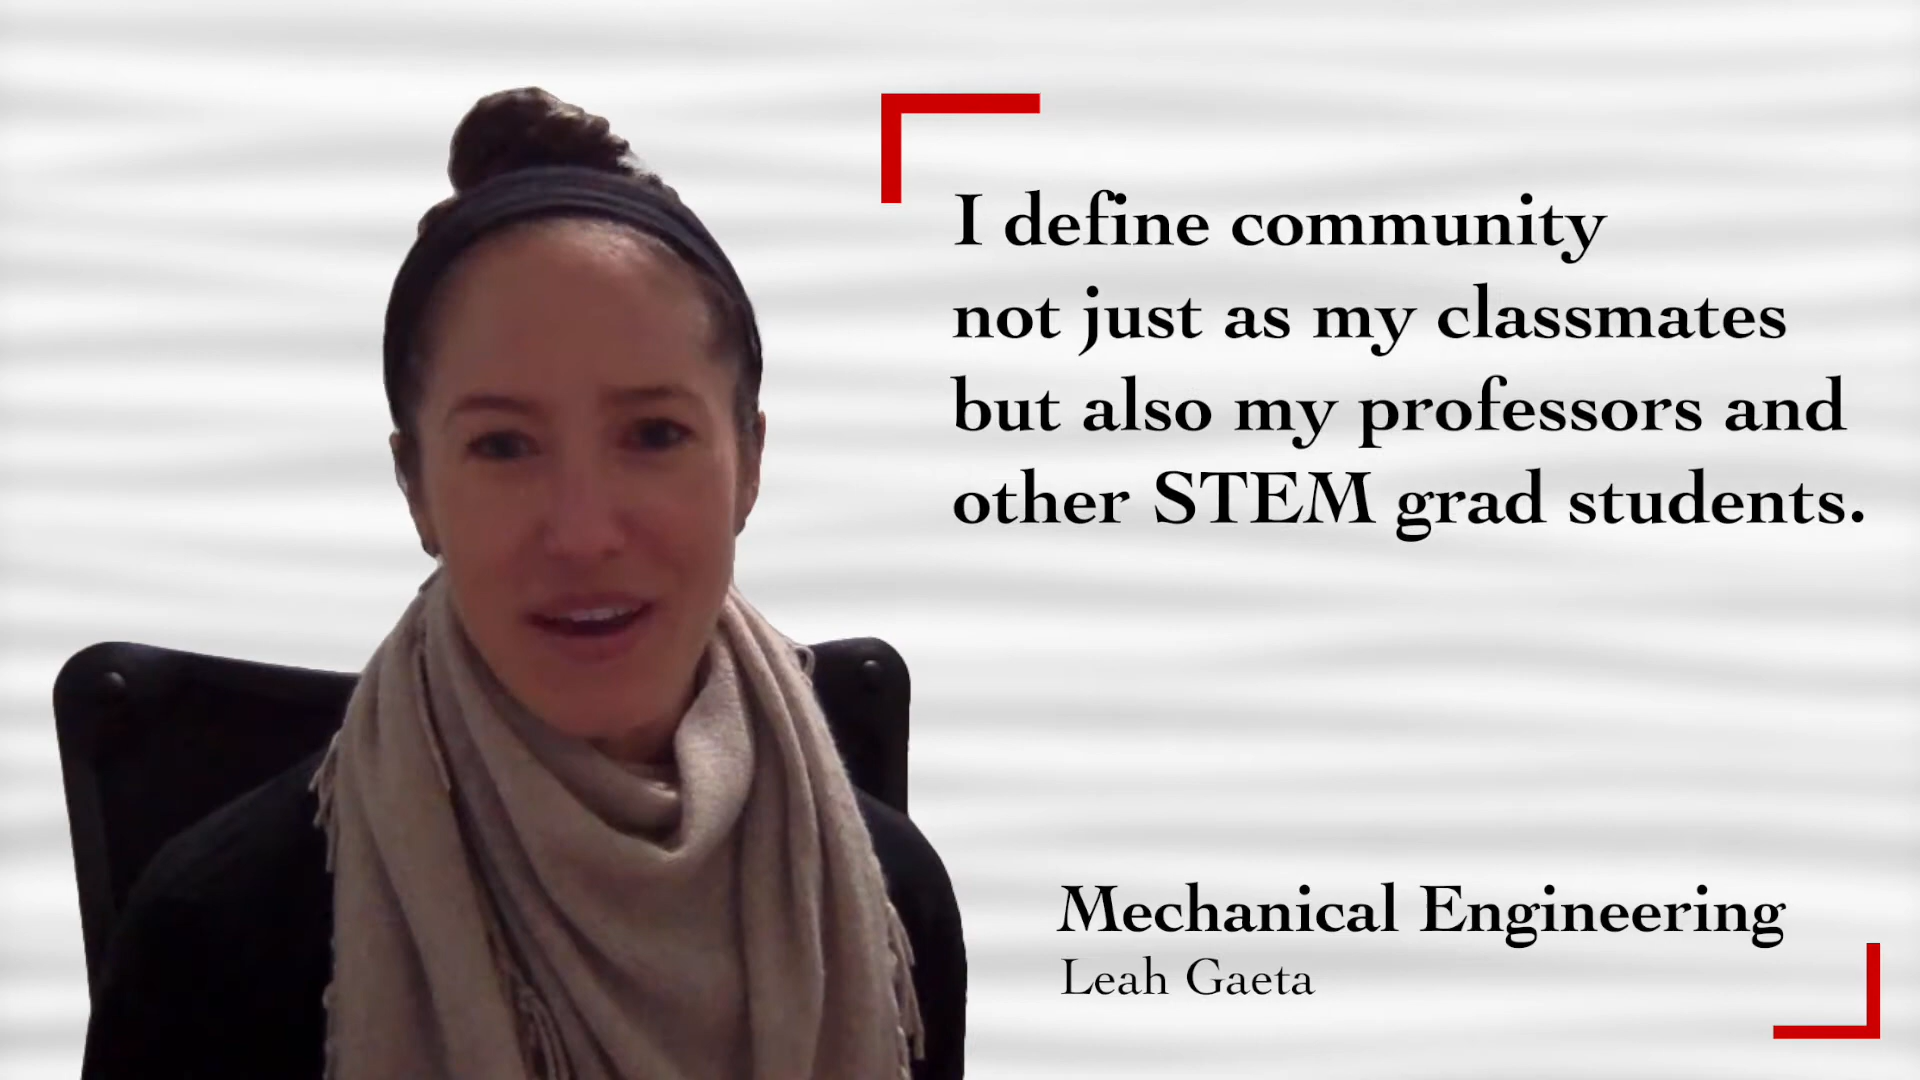 I define community
not just as my classmates
but also my professors and
other STEM grad students.
Mechanical Engineering
Leah Gaeta